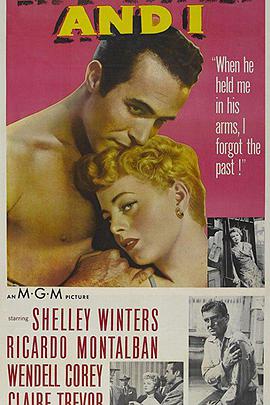 AND I
"When he
held me
in his
arms, I
forgot the
past!"
AN M·G·M PICTURE
starring SHELLEY WINTERS
RICARDO MONTALBAN
WENDELL COREY
CLAIRE TREVOR